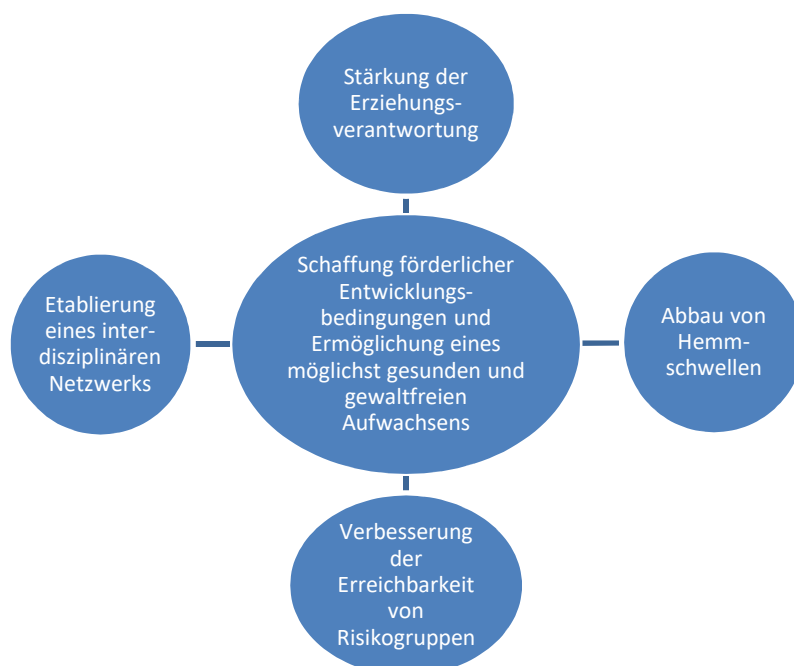 Stärkung der
Erziehungs-
verantwortung
Schaffung förderlicher
Entwicklungs-
bedingungen und
Ermöglichung eines
möglichst gesunden und
gewaltfreien
Aufwachsens
Etablierung
eines inter-
disziplinären
Netzwerks
Abbau von
Hemm-
schwellen
Verbesserung
der
Erreichbarkeit
von
Risikogruppen